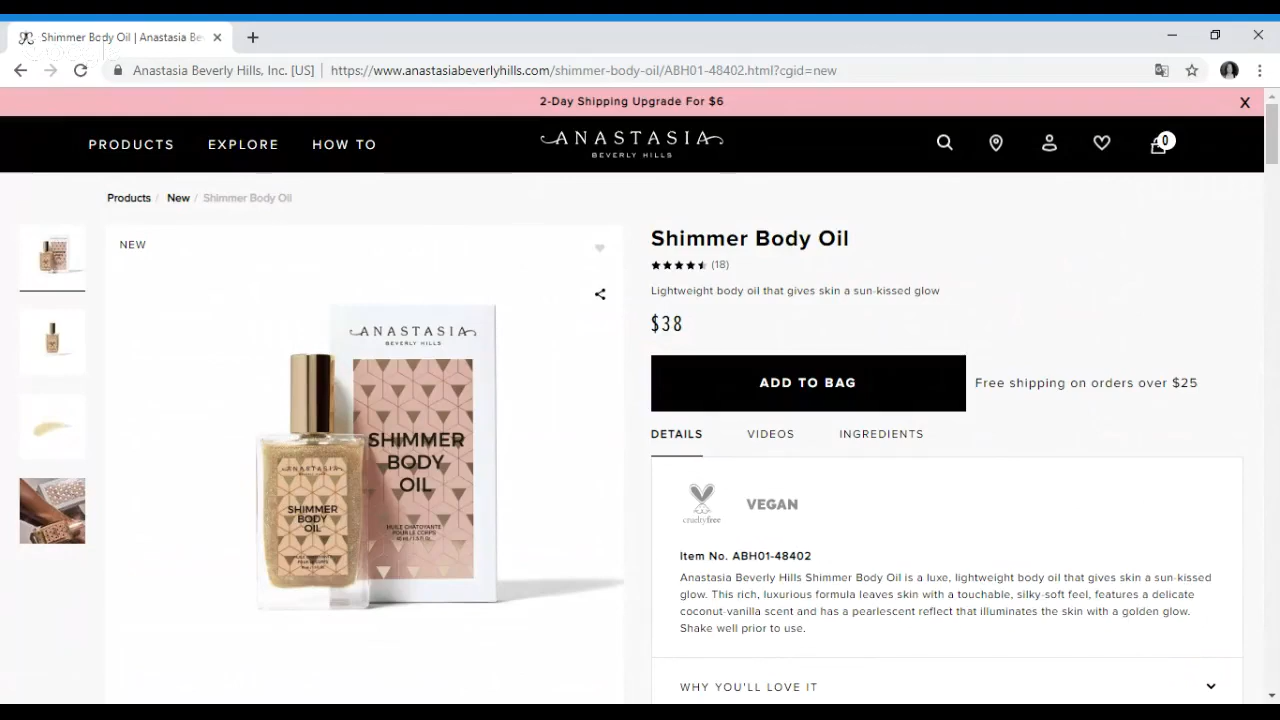 Shimmer Body Oil | Anastasia Be
Anastasia Beverly Hills, Inc. [US] | https://www.anastasiabeverlyhills.com/shimmer-body-oil/ABH01-48402.html?cgid=new
2-Day Shipping Upgrade For $6
X
PRODUCTS EXPLORE HOW TO
ANASTASIA
BEVERLY HILLS
0
Products / New / Shimmer Body Oil
NEW
ANASTASIA
BEVERLY HILLS
SHIMMER
BODY
OIL
HUILE CHATOYANTE
POUR LE CORPS
ANASTASIA
SHIMMER
BODY
OIL
Shimmer Body Oil
(18)
Lightweight body oil that gives skin a sun-kissed glow
$38
ADD TO BAG
Free shipping on orders over $25
DETAILS VIDEOS INGREDIENTS
crueltyfree
VEGAN
Item No. ABH01-48402
Anastasia Beverly Hills Shimmer Body Oil is a luxe, lightweight body oil that gives skin a sun-kissed
glow. This rich, luxurious formula leaves skin with a touchable, silky-soft feel, features a delicate
coconut-vanilla scent and has a pearlescent reflect that illuminates the skin with a golden glow.
Shake well prior to use.
WHY YOU'LL LOVE IT